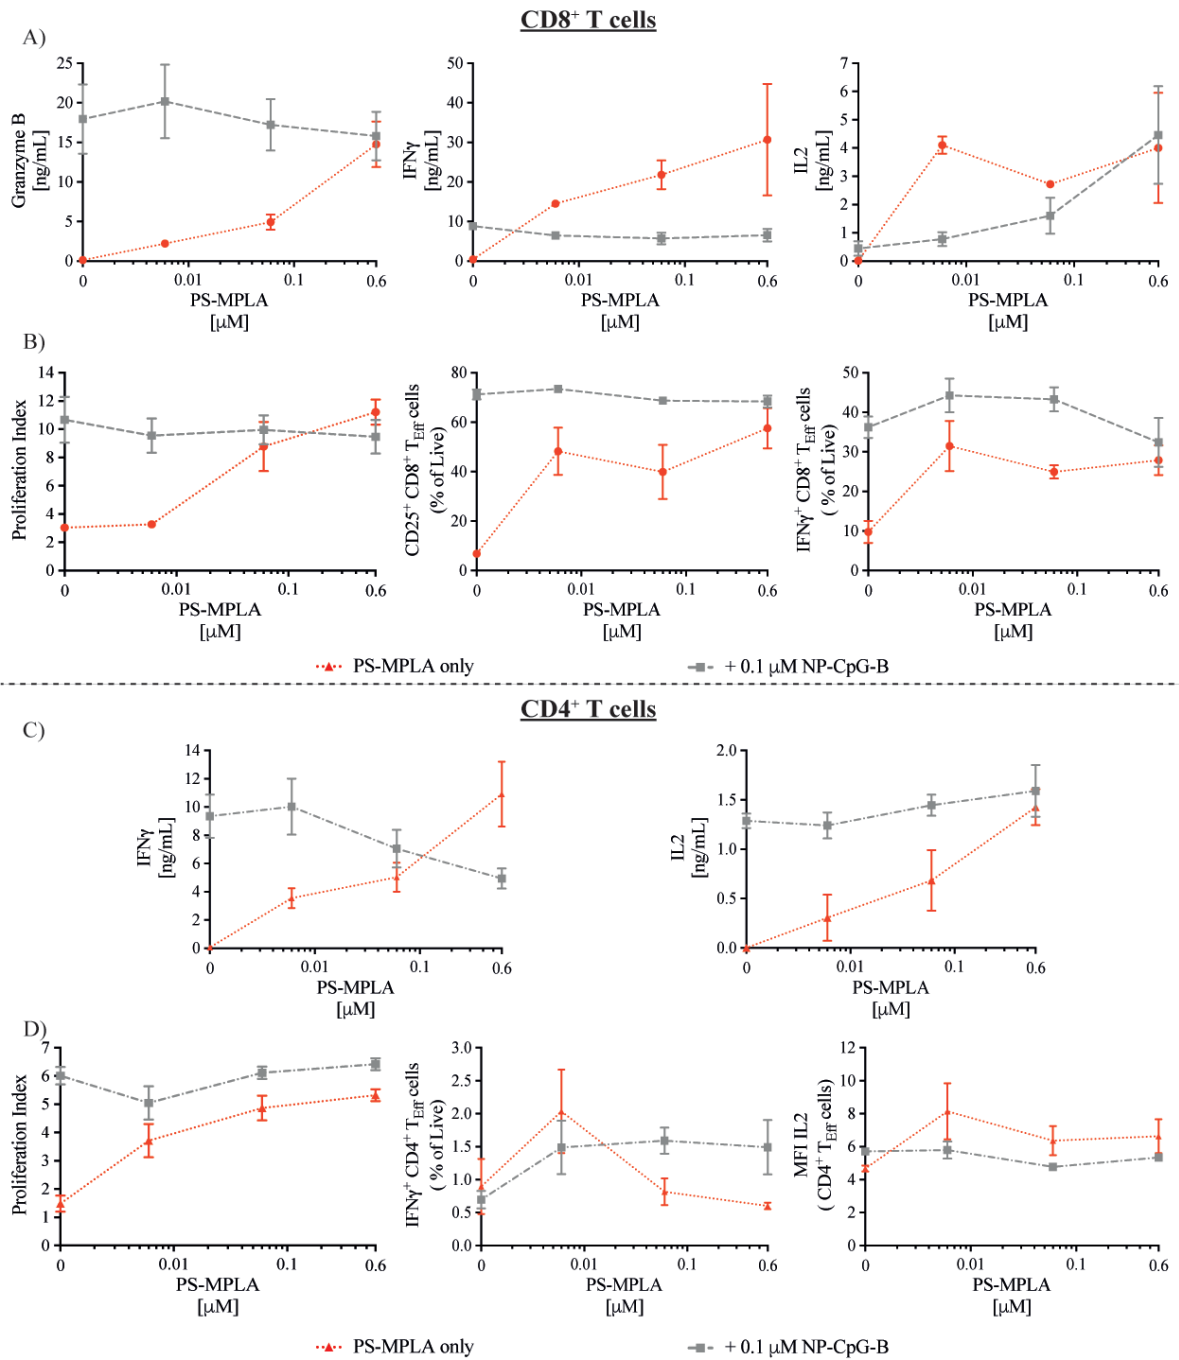 CD8+ T cells
A)
Granzyme B
[ng/mL]
25
20
15
10
5
0
0 0.01 0.1 0.6
PS-MPLA
[µM]
IFNγ
[ng/mL]
50
40
30
20
10
0
0 0.01 0.1 0.6
PS-MPLA
[µM]
IL2
[ng/mL]
7
6
5
4
3
2
1
0
0 0.01 0.1 0.6
PS-MPLA
[µM]
B)
Proliferation Index
14
12
10
8
6
4
2
0
0 0.01 0.1 0.6
PS-MPLA
[µM]
CD25+ CD8+ TEff cells
(% of Live)
80
60
40
20
0
0 0.01 0.1 0.6
PS-MPLA
[µM]
IFNγ+ CD8+ TEff cells
( % of Live)
50
40
30
20
10
0
0 0.01 0.1 0.6
PS-MPLA
[µM]
PS-MPLA only
+ 0.1 µM NP-CpG-B
CD4+ T cells
C)
IFNγ
[ng/mL]
14
12
10
8
6
4
2
0
0 0.01 0.1 0.6
PS-MPLA
[µM]
IL2
[ng/mL]
2.0
1.5
1.0
0.5
0.0
0 0.01 0.1 0.6
PS-MPLA
[µM]
D)
Proliferation Index
7
6
5
4
3
2
1
0
0 0.01 0.1 0.6
PS-MPLA
[µM]
IFNγ+ CD4+ TEff cells
( % of Live)
3.0
2.5
2.0
1.5
1.0
0.5
0.0
0 0.01 0.1 0.6
PS-MPLA
[µM]
MFI IL2
( CD4+ TEff cells)
12
10
8
6
4
2
0
0 0.01 0.1 0.6
PS-MPLA
[µM]
PS-MPLA only
+ 0.1 µM NP-CpG-B